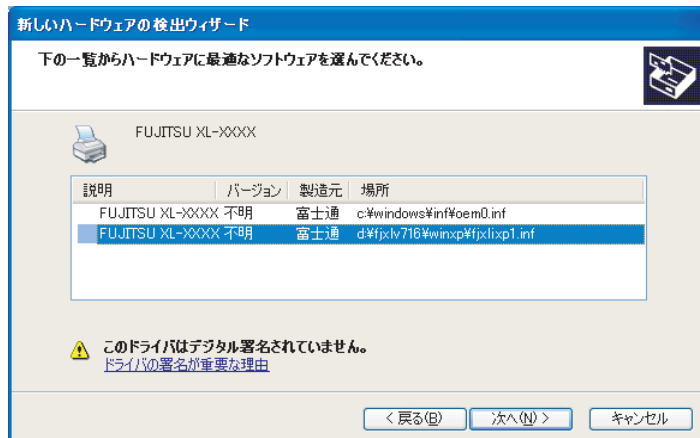 新しいハードウェアの検出ウィザード
下の一覧からハードウェアに最適なソフトウェアを選んでください。
FUJITSU XL-XXXX
説明 バージョン 製造元 場所
FUJITSU XL-XXXX 不明 富士通 c:¥windows¥inf¥oem0.inf
FUJITSU XL-XXXX 不明 富士通 d:¥fjxlv716¥winxp¥fjxlixp1.inf
このドライバはデジタル署名されていません。
ドライバの署名が重要な理由
< 戻る(B) 次へ(N) > キャンセル